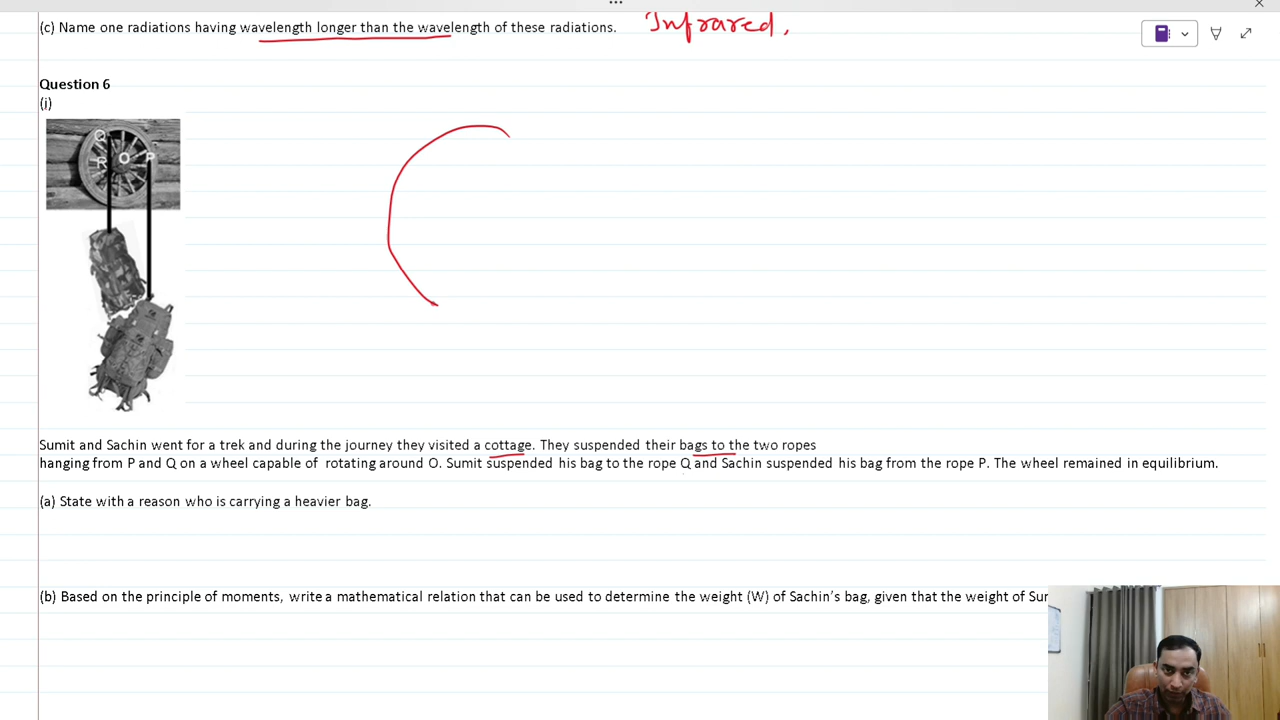 (c) Name one radiations having wavelength longer than the wavelength of these radiations. Infrared,
Question 6
(i)
Q
R O P
Sumit and Sachin went for a trek and during the journey they visited a cottage. They suspended their bags to the two ropes
hanging from P and Q on a wheel capable of rotating around O. Sumit suspended his bag to the rope Q and Sachin suspended his bag from the rope P. The wheel remained in equilibrium.
(a) State with a reason who is carrying a heavier bag.
(b) Based on the principle of moments, write a mathematical relation that can be used to determine the weight (W) of Sachin's bag, given that the weight of